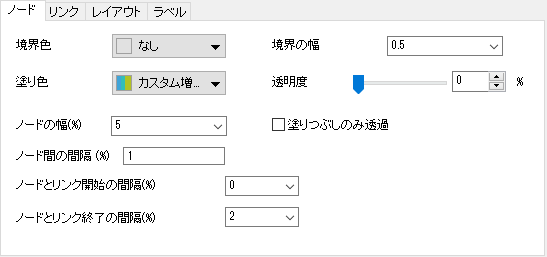 ノード リンク レイアウト ラベル
境界色 なし 境界の幅 0.5
塗り色 カスタム増... 透明度 0 %
ノードの幅(%) 5 塗りつぶしのみ透過
ノード間の間隔 (%) 1
ノードとリンク開始の間隔(%) 0
ノードとリンク終了の間隔(%) 2